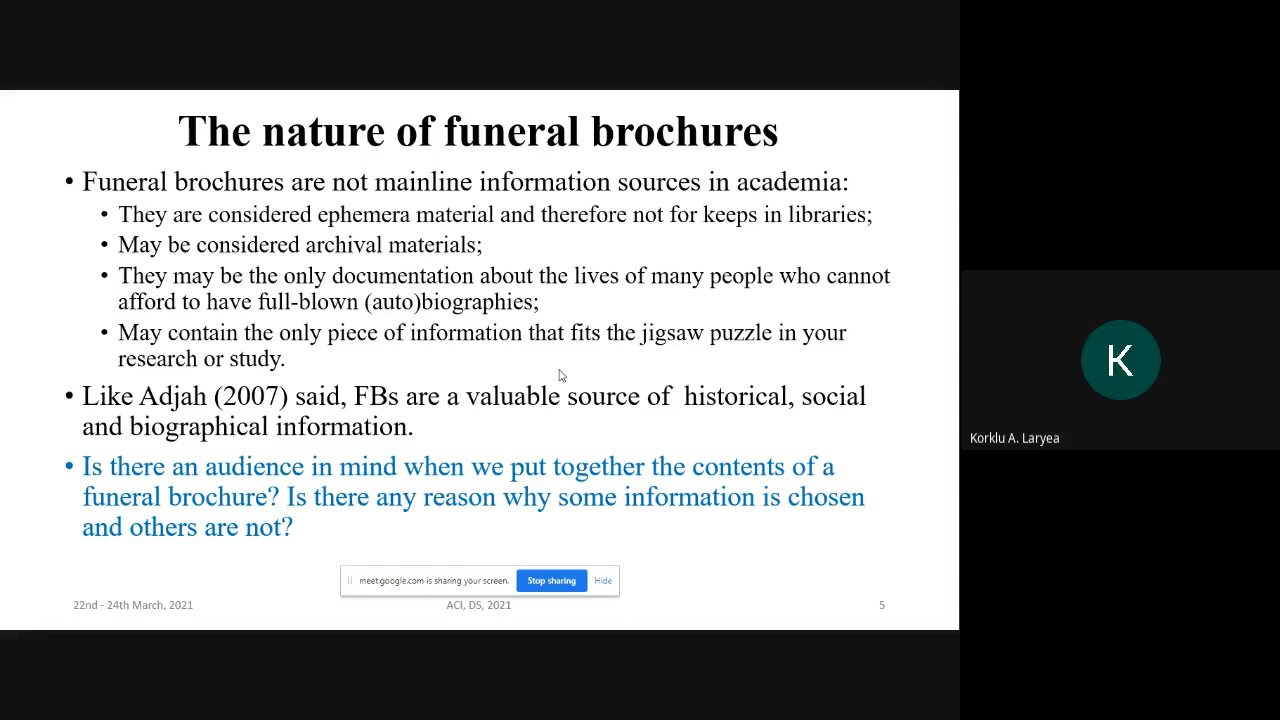 The nature of funeral brochures
• Funeral brochures are not mainline information sources in academia:
• They are considered ephemera material and therefore not for keeps in libraries;
• May be considered archival materials;
• They may be the only documentation about the lives of many people who cannot
afford to have full-blown (auto)biographies;
• May contain the only piece of information that fits the jigsaw puzzle in your
research or study.
• Like Adjah (2007) said, FBs are a valuable source of historical, social
and biographical information.
• Is there an audience in mind when we put together the contents of a
funeral brochure? Is there any reason why some information is chosen
and others are not?
meet.google.com is sharing your screen. Stop sharing Hide
22nd - 24th March, 2021 ACI, DS, 2021 5
K
Korklu A. Laryea